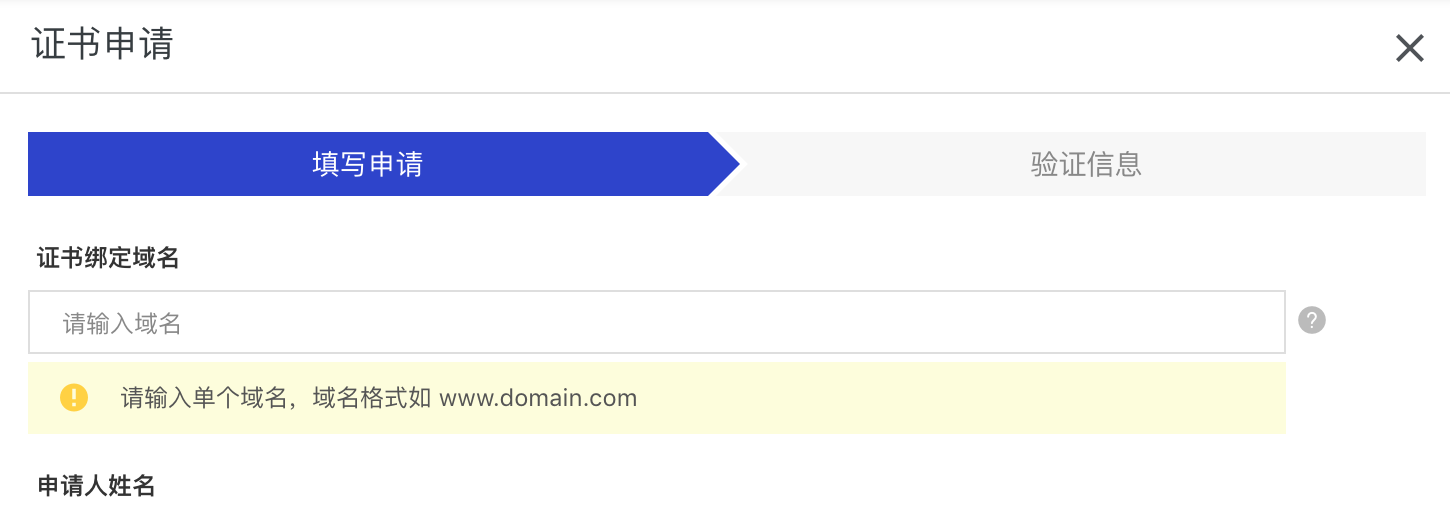 证书申请
填写申请
验证信息
证书绑定域名
请输入域名
?
请输入单个域名，域名格式如 www.domain.com
申请人姓名